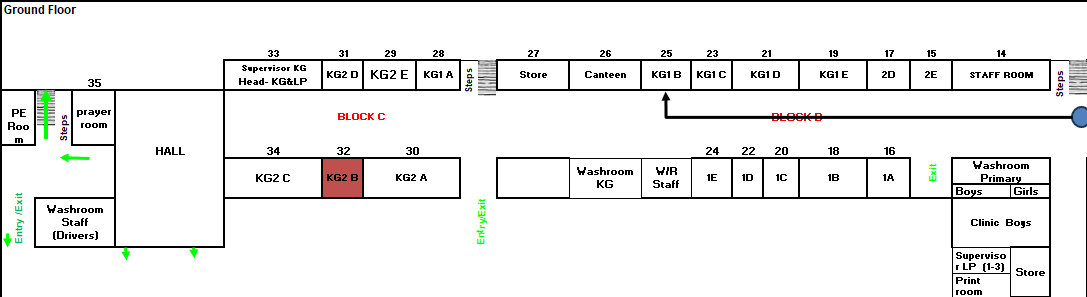 Ground Floor
33
31
29
28
27
26
25
23
21
19
17
15
14
Supervisor KG
Head- KG&LP
KG2 D
KG2 E
KG1 A
Steps
Store
Canteen
KG1 B
KG1 C
KG1 D
KG1 E
2D
2E
STAFF ROOM
Steps
35
PE
Roo
m
Steps
prayer
room
HALL
BLOCK C
BLOCK B
34
32
30
24
22
20
18
16
KG2 C
KG2 B
KG2 A
Washroom
KG
W/R
Staff
1E
1D
1C
1B
1A
Exit
Washroom
Primary
Boys
Girls
Entry /Exit
Washroom
Staff
(Drivers)
Entry/Exit
Clinic Boys
Superviso
r LP (1-3)
Print
room
Store